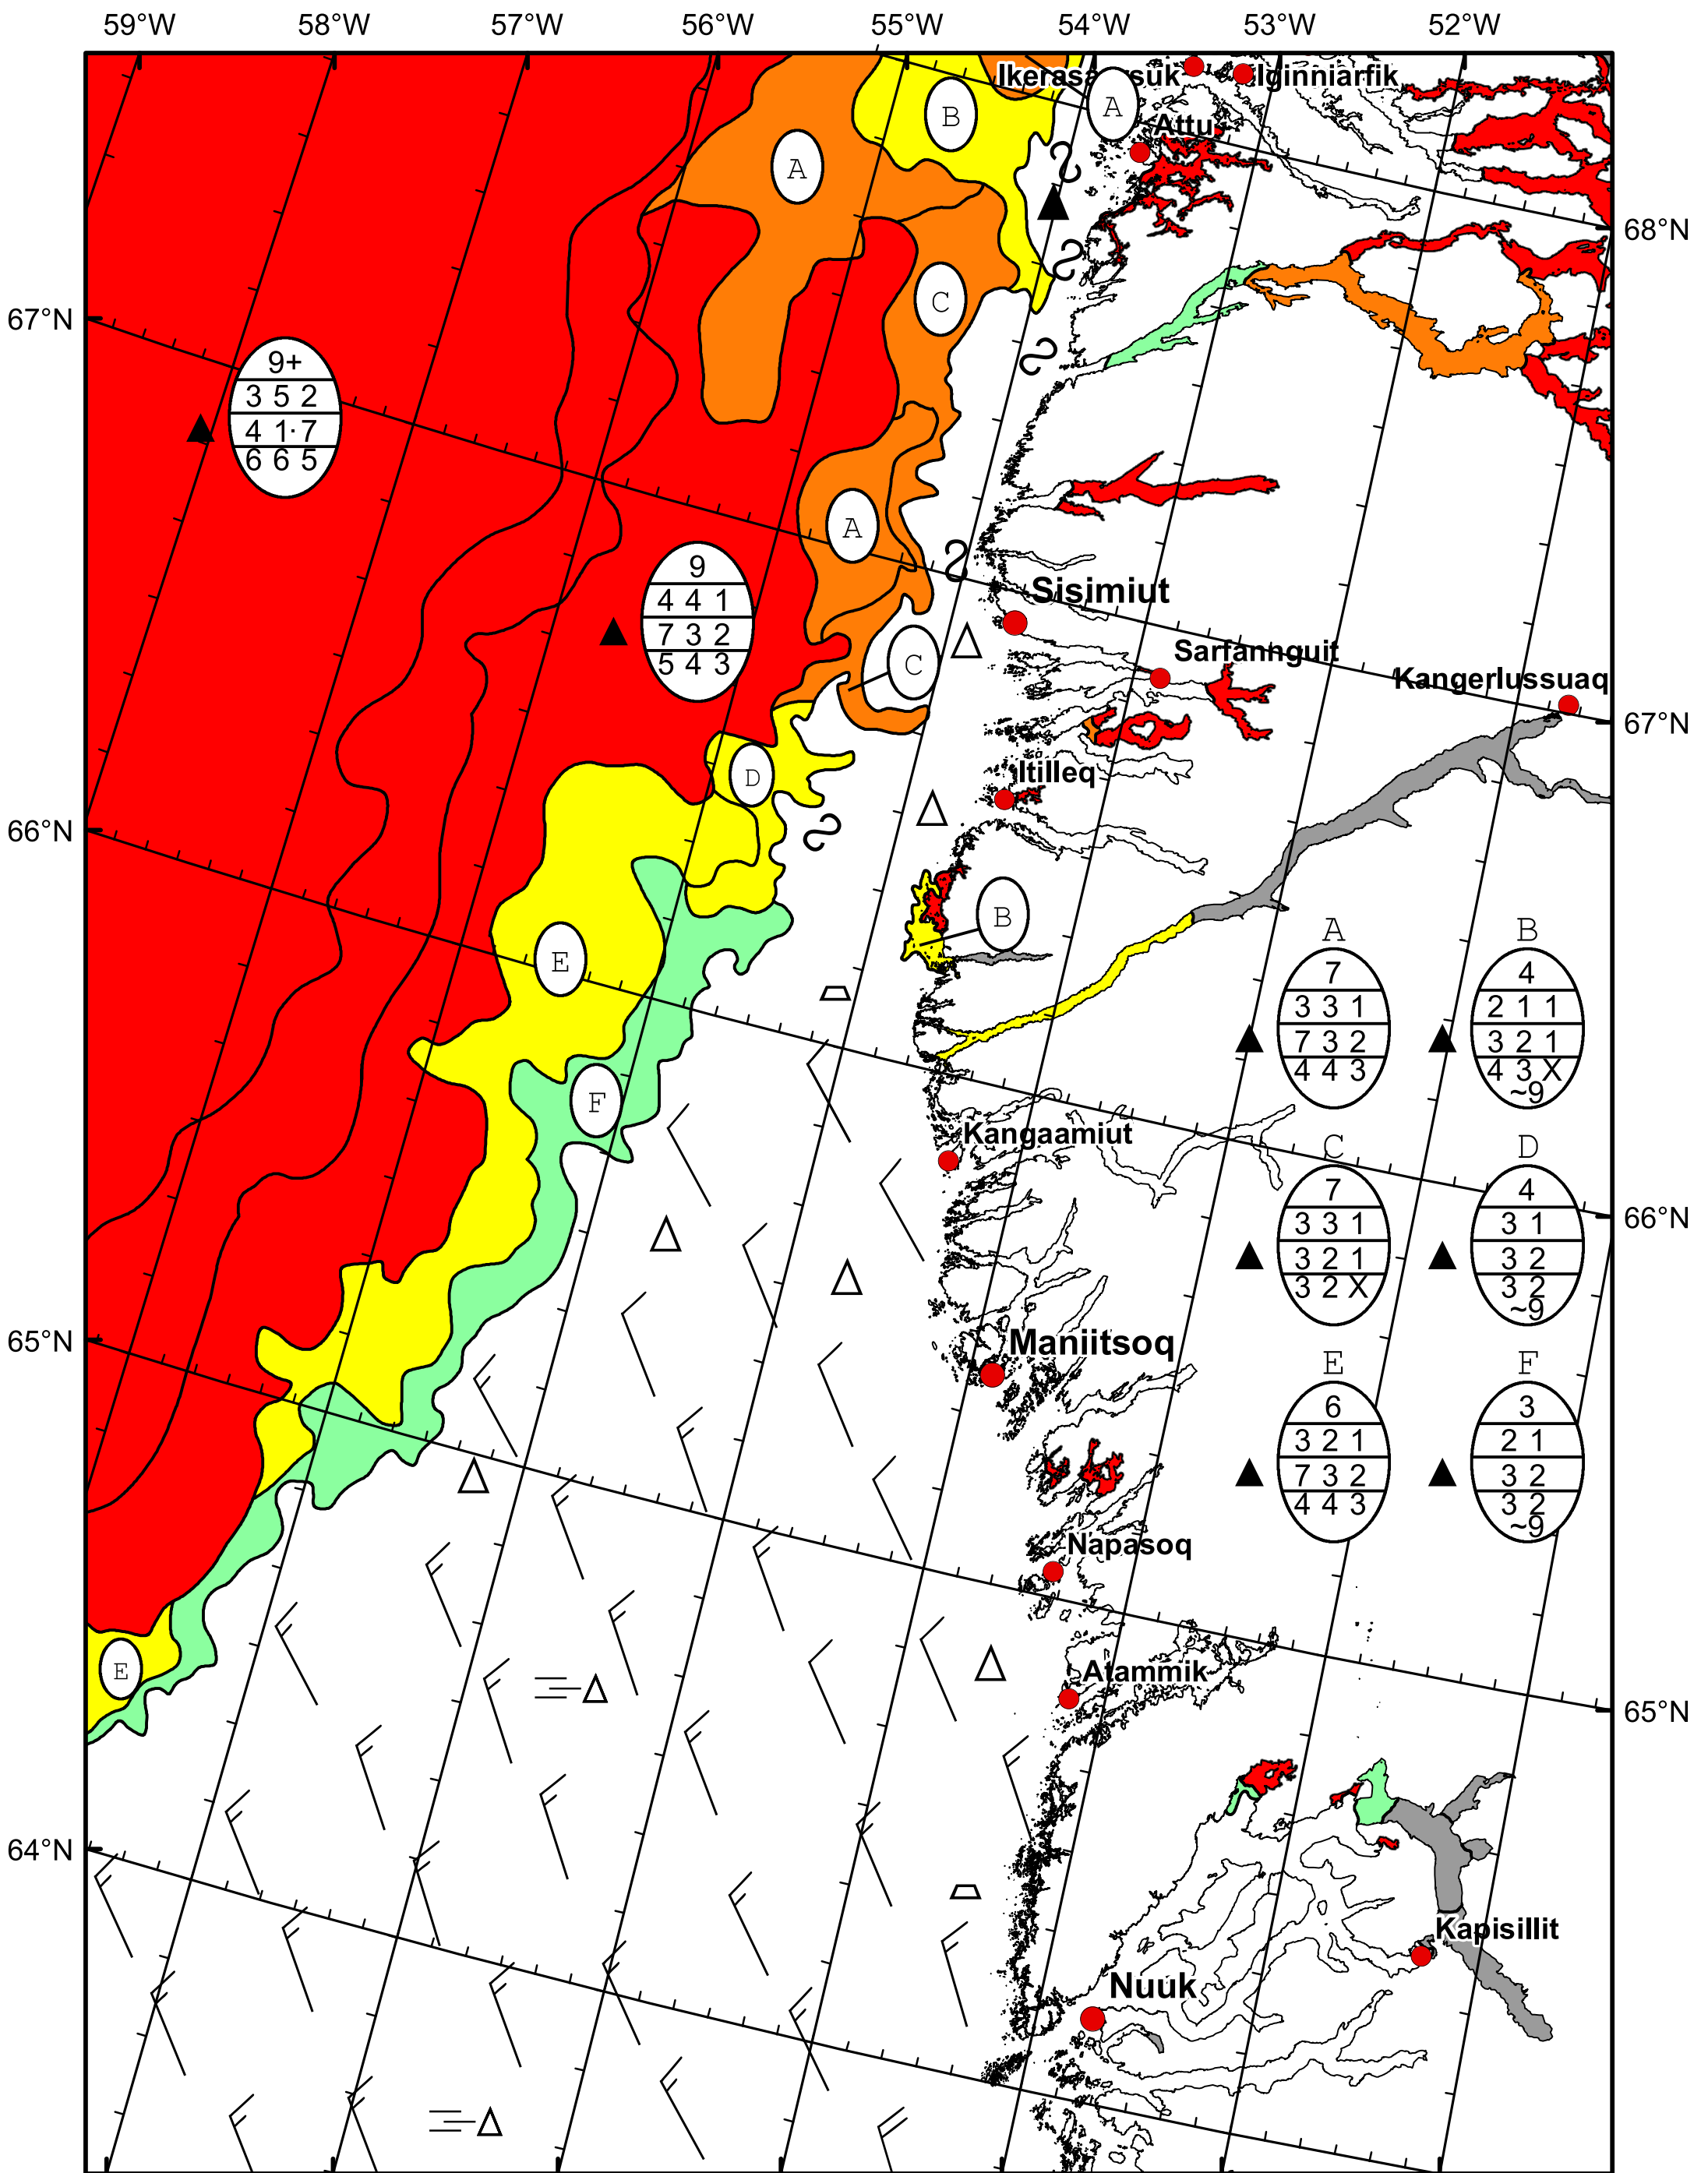 59°W 58°W 57°W 56°W 55°W 54°W 53°W 52°W
Ilginniarfik
B
A
Attu
A
68°N
C
67°N
9+
3 5 2
4 1· 7
6 6 5
A
9
4 4 1
7 3 2
5 4 3
Sisimiut
C
Sarfannguit
Kangerlussuaq
67°N
D
Itilleq
66°N
B
E
A
7
3 3 1
7 3 2
4 4 3
B
4
2 1 1
3 2 1
4 3 X
~9
F
Kangaamiut
C
7
3 3 1
3 2 1
3 2 X
D
4
3 1
3 2
3 2
~9
66°N
65°N
Maniitsoq
E
6
3 2 1
7 3 2
4 4 3
F
3
2 1
3 2
3 2
~9
Napasoq
E
Atammik
65°N
64°N
Kapisillit
Nuuk